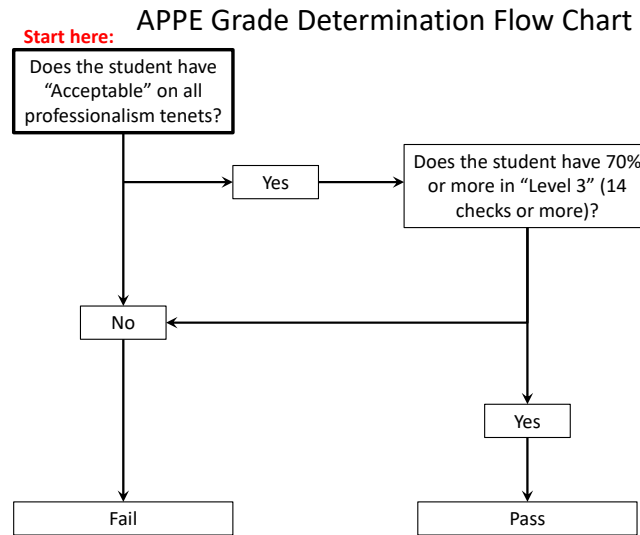 APPE Grade Determination Flow Chart
Start here:
Does the student have
“Acceptable” on all
professionalism tenets?
Yes
Does the student have 70%
or more in “Level 3” (14
checks or more)?
No
Yes
Fail
Pass